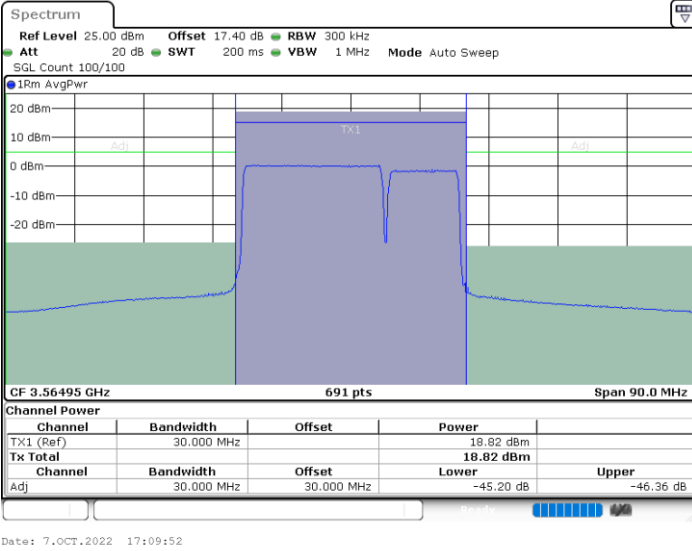 Spectrum
Ref Level 25.00 dBm Offset 17.40 dB RBW 300 kHz
Att 20 dB SWT 200 ms VBW 1 MHz Mode Auto Sweep
SGL Count 100/100
1Rm AvgPwr
20 dBm
TX1
10 dBm
Adj Adj
0 dBm
-10 dBm
-20 dBm
CF 3.56495 GHz 691 pts Span 90.0 MHz
Channel Power
Channel Bandwidth Offset Power
TX1 (Ref) 30.000 MHz 18.82 dBm
Tx Total 18.82 dBm
Channel Bandwidth Offset Lower Upper
Adj 30.000 MHz 30.000 MHz -45.20 dB -46.36 dB
Ready
Date: 7.OCT.2022 17:09:52